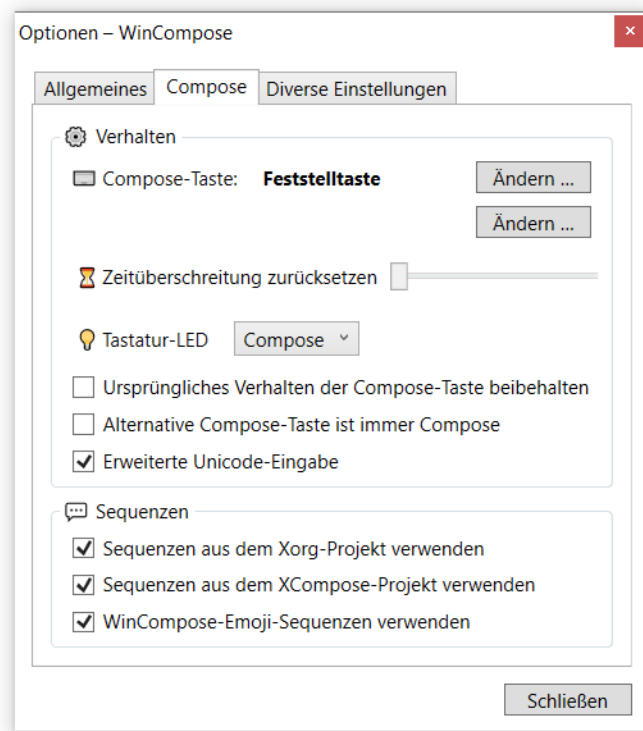 Optionen – WinCompose
Allgemeines Compose Diverse Einstellungen
Verhalten
Compose-Taste: Feststelltaste Ändern ...
Ändern ...
Zeitüberschreitung zurücksetzen
Tastatur-LED Compose
Ursprüngliches Verhalten der Compose-Taste beibehalten
Alternative Compose-Taste ist immer Compose
Erweiterte Unicode-Eingabe
Sequenzen
Sequenzen aus dem Xorg-Projekt verwenden
Sequenzen aus dem XCompose-Projekt verwenden
WinCompose-Emoji-Sequenzen verwenden
Schließen